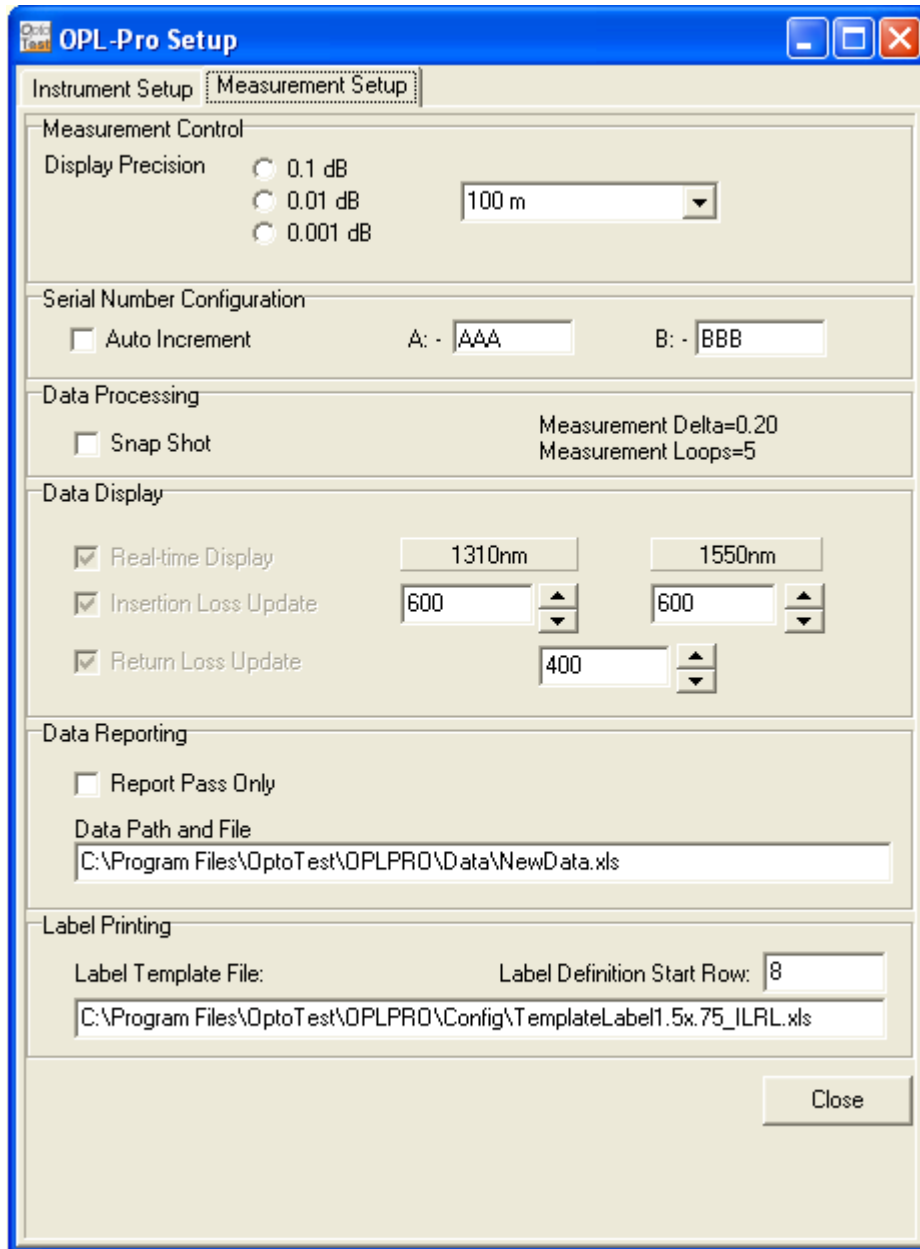 Opto Test OPL-Pro Setup
Instrument Setup Measurement Setup
Measurement Control
Display Precision
0.1 dB
0.01 dB
0.001 dB
100 m
Serial Number Configuration
Auto Increment A: - AAA B: - BBB
Data Processing
Snap Shot
Measurement Delta=0.20
Measurement Loops=5
Data Display
Real-time Display 1310nm 1550nm
Insertion Loss Update 600 600
Return Loss Update 400
Data Reporting
Report Pass Only
Data Path and File
C:\Program Files\OptoTest\OPLPRO\Data\NewData.xls
Label Printing
Label Template File: Label Definition Start Row: 8
C:\Program Files\OptoTest\OPLPRO\Config\TemplateLabel1.5x.75_ILRL.xls
Close